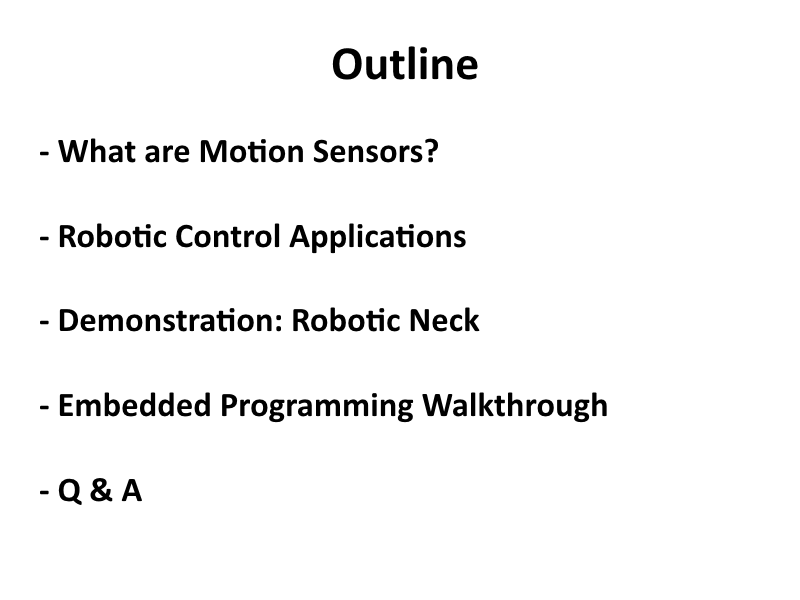 Outline
- What are Motion Sensors?
- Robotic Control Applications
- Demonstration: Robotic Neck
- Embedded Programming Walkthrough
- Q & A